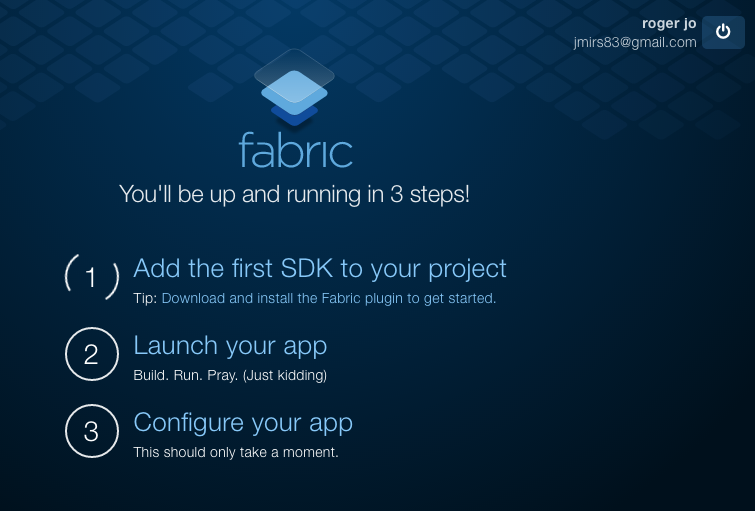 roger jo
jmirs83@gmail.com
fabric
You'll be up and running in 3 steps!
1 Add the first SDK to your project
Tip: Download and install the Fabric plugin to get started.
2 Launch your app
Build. Run. Pray. (Just kidding)
3 Configure your app
This should only take a moment.